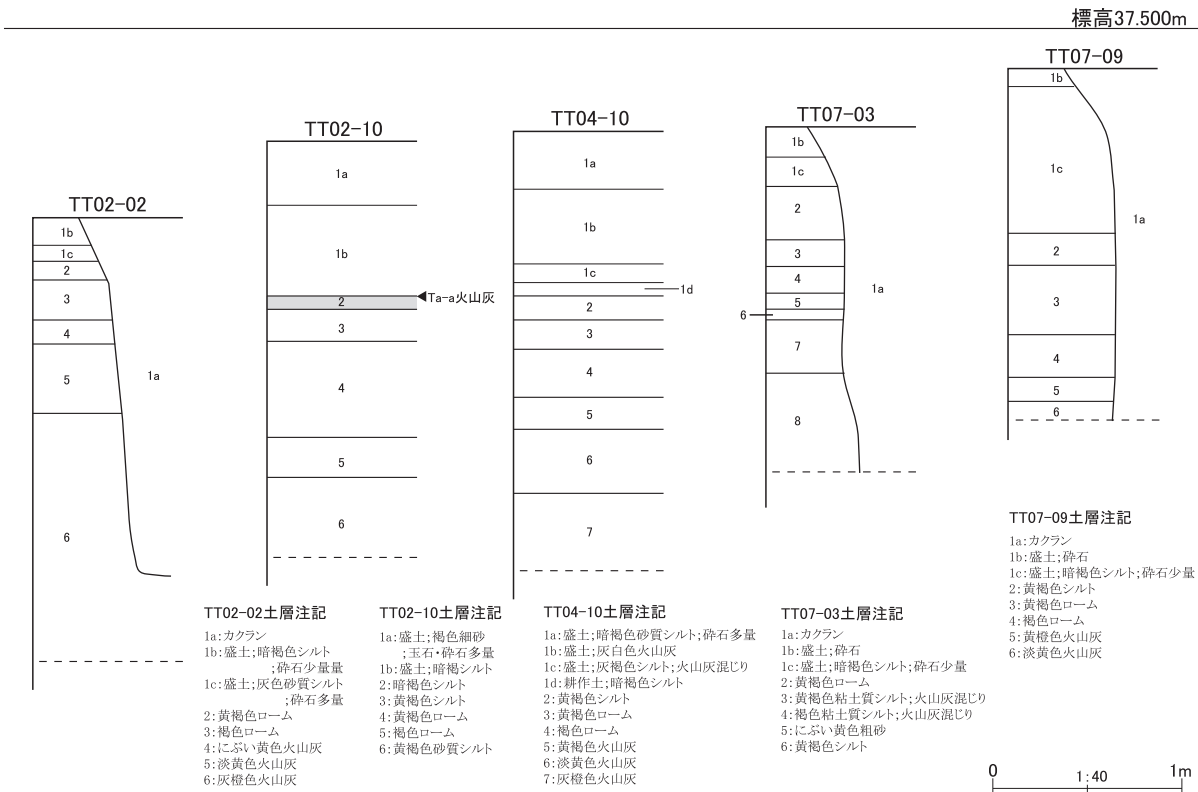 標高37.500m
TT02-02
1b
1c
2
3
4
5
6
1a
TT02-10
1a
1b
2
Ta-a火山灰
3
4
5
6
TT04-10
1a
1b
1c
1d
2
3
4
5
6
7
TT07-03
1b
1c
2
3
4
5
6
7
8
1a
TT07-09
1b
1c
2
3
4
5
6
1a
TT02-02土層注記
1a:カクラン
1b:盛土;暗褐色シルト
;砕石少量量
1c:盛土;灰色砂質シルト
;砕石多量
2:黄褐色ローム
3:褐色ローム
4:にぶい黄色火山灰
5:淡黄色火山灰
6:灰橙色火山灰
TT02-10土層注記
1a:盛土;褐色細砂
;玉石・砕石多量
1b:盛土;暗褐シルト
2:暗褐色シルト
3:黄褐色シルト
4:黄褐色ローム
5:褐色ローム
6:黄褐色砂質シルト
TT04-10土層注記
1a:盛土;暗褐色砂質シルト;砕石多量
1b:盛土;灰白色火山灰
1c:盛土;灰褐色シルト;火山灰混じり
1d:耕作土;暗褐色シルト
2:黄褐色シルト
3:黄褐色ローム
4:褐色ローム
5:黄褐色火山灰
6:淡黄色火山灰
7:灰橙色火山灰
TT07-03土層注記
1a:カクラン
1b:盛土;砕石
1c:盛土;暗褐色シルト;砕石少量
2:黄褐色ローム
3:黄褐色粘土質シルト;火山灰混じり
4:褐色粘土質シルト;火山灰混じり
5:にぶい黄色粗砂
6:黄褐色シルト
TT07-09土層注記
1a:カクラン
1b:盛土;砕石
1c:盛土;暗褐色シルト;砕石少量
2:黄褐色シルト
3:黄褐色ローム
4:褐色ローム
5:黄橙色火山灰
6:淡黄色火山灰
0 1:40 1m